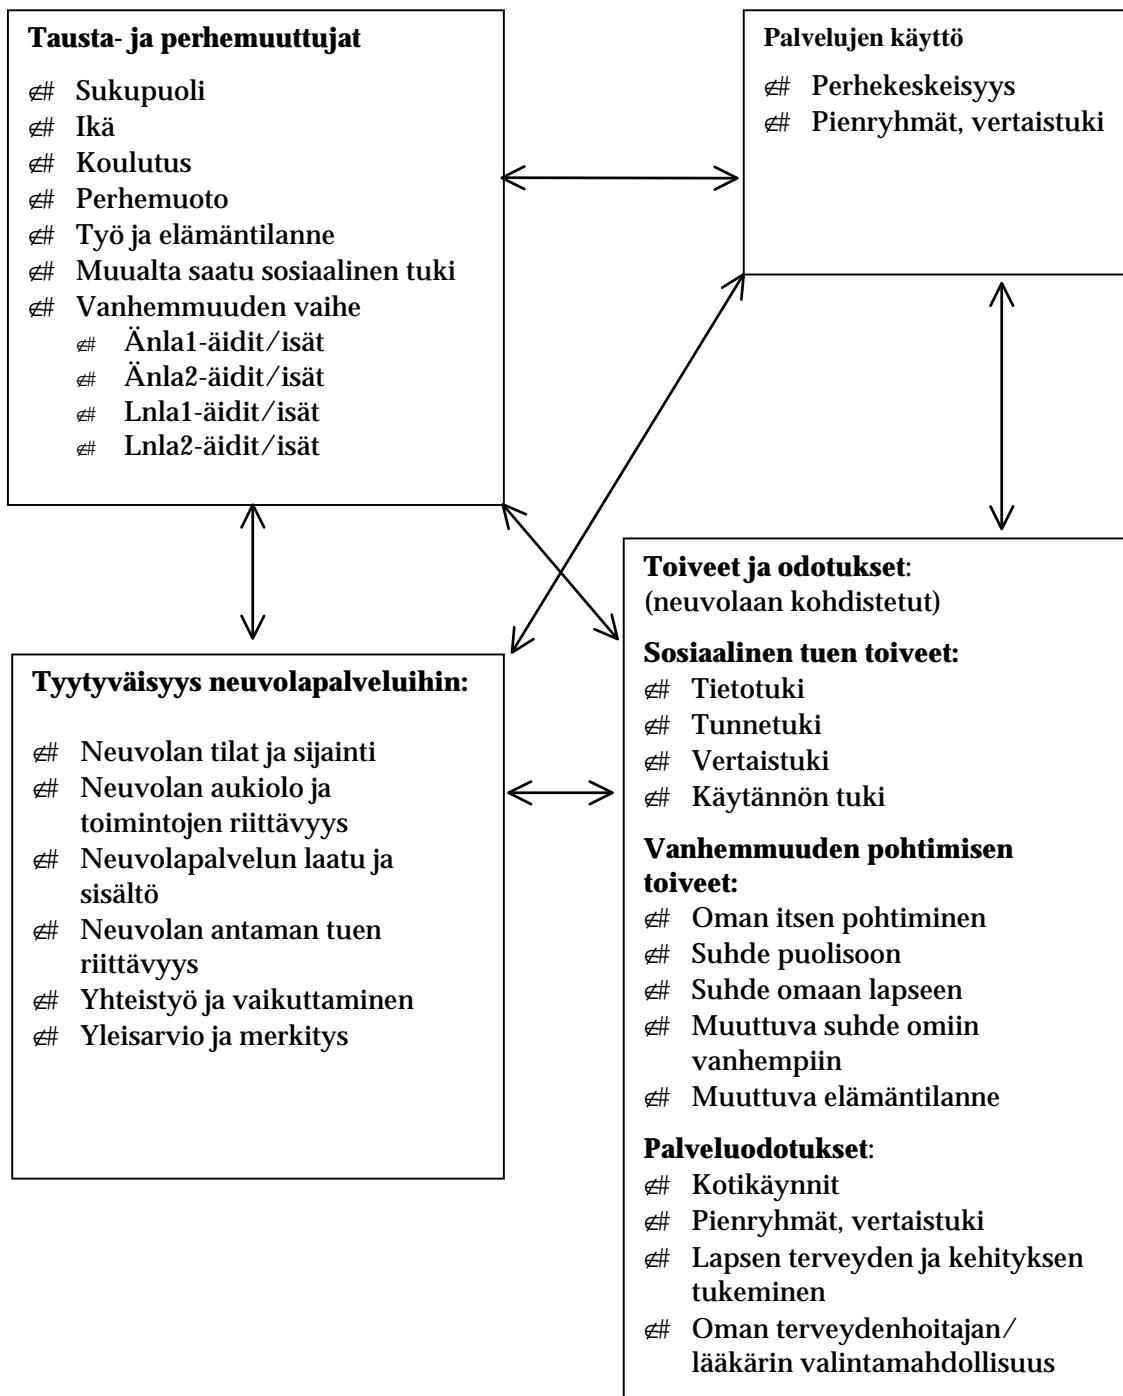 Tausta- ja perhemuuttujat
⋲# Sukupuoli
⋲# Ikä
⋲# Koulutus
⋲# Perhemuoto
⋲# Työ ja elämäntilanne
⋲# Muualta saatu sosiaalinen tuki
⋲# Vanhemmuuden vaihe
⋲# Änla1-äidit/isät
⋲# Änla2-äidit/isät
⋲# Lnla1-äidit/isät
⋲# Lnla2-äidit/isät
Palvelujen käyttö
⋲# Perhekeskeisyys
⋲# Pienryhmät, vertaistuki
Tyytyväisyys neuvolapalveluihin:
⋲# Neuvolan tilat ja sijainti
⋲# Neuvolan aukiolo ja
toimintojen riittävyys
⋲# Neuvolapalvelun laatu ja
sisältö
⋲# Neuvolan antaman tuen
riittävyys
⋲# Yhteistyö ja vaikuttaminen
⋲# Yleisarvio ja merkitys
Toiveet ja odotukset:
(neuvolaan kohdistetut)
Sosiaalinen tuen toiveet:
⋲# Tietotuki
⋲# Tunnetuki
⋲# Vertaistuki
⋲# Käytännön tuki
Vanhemmuuden pohtimisen
toiveet:
⋲# Oman itsen pohtiminen
⋲# Suhde puolisoon
⋲# Suhde omaan lapseen
⋲# Muuttuva suhde omiin
vanhempiin
⋲# Muuttuva elämäntilanne
Palveluodotukset:
⋲# Kotikäynnit
⋲# Pienryhmät, vertaistuki
⋲# Lapsen terveyden ja kehityksen
tukeminen
⋲# Oman terveydenhoitajan/
lääkärin valintamahdollisuus